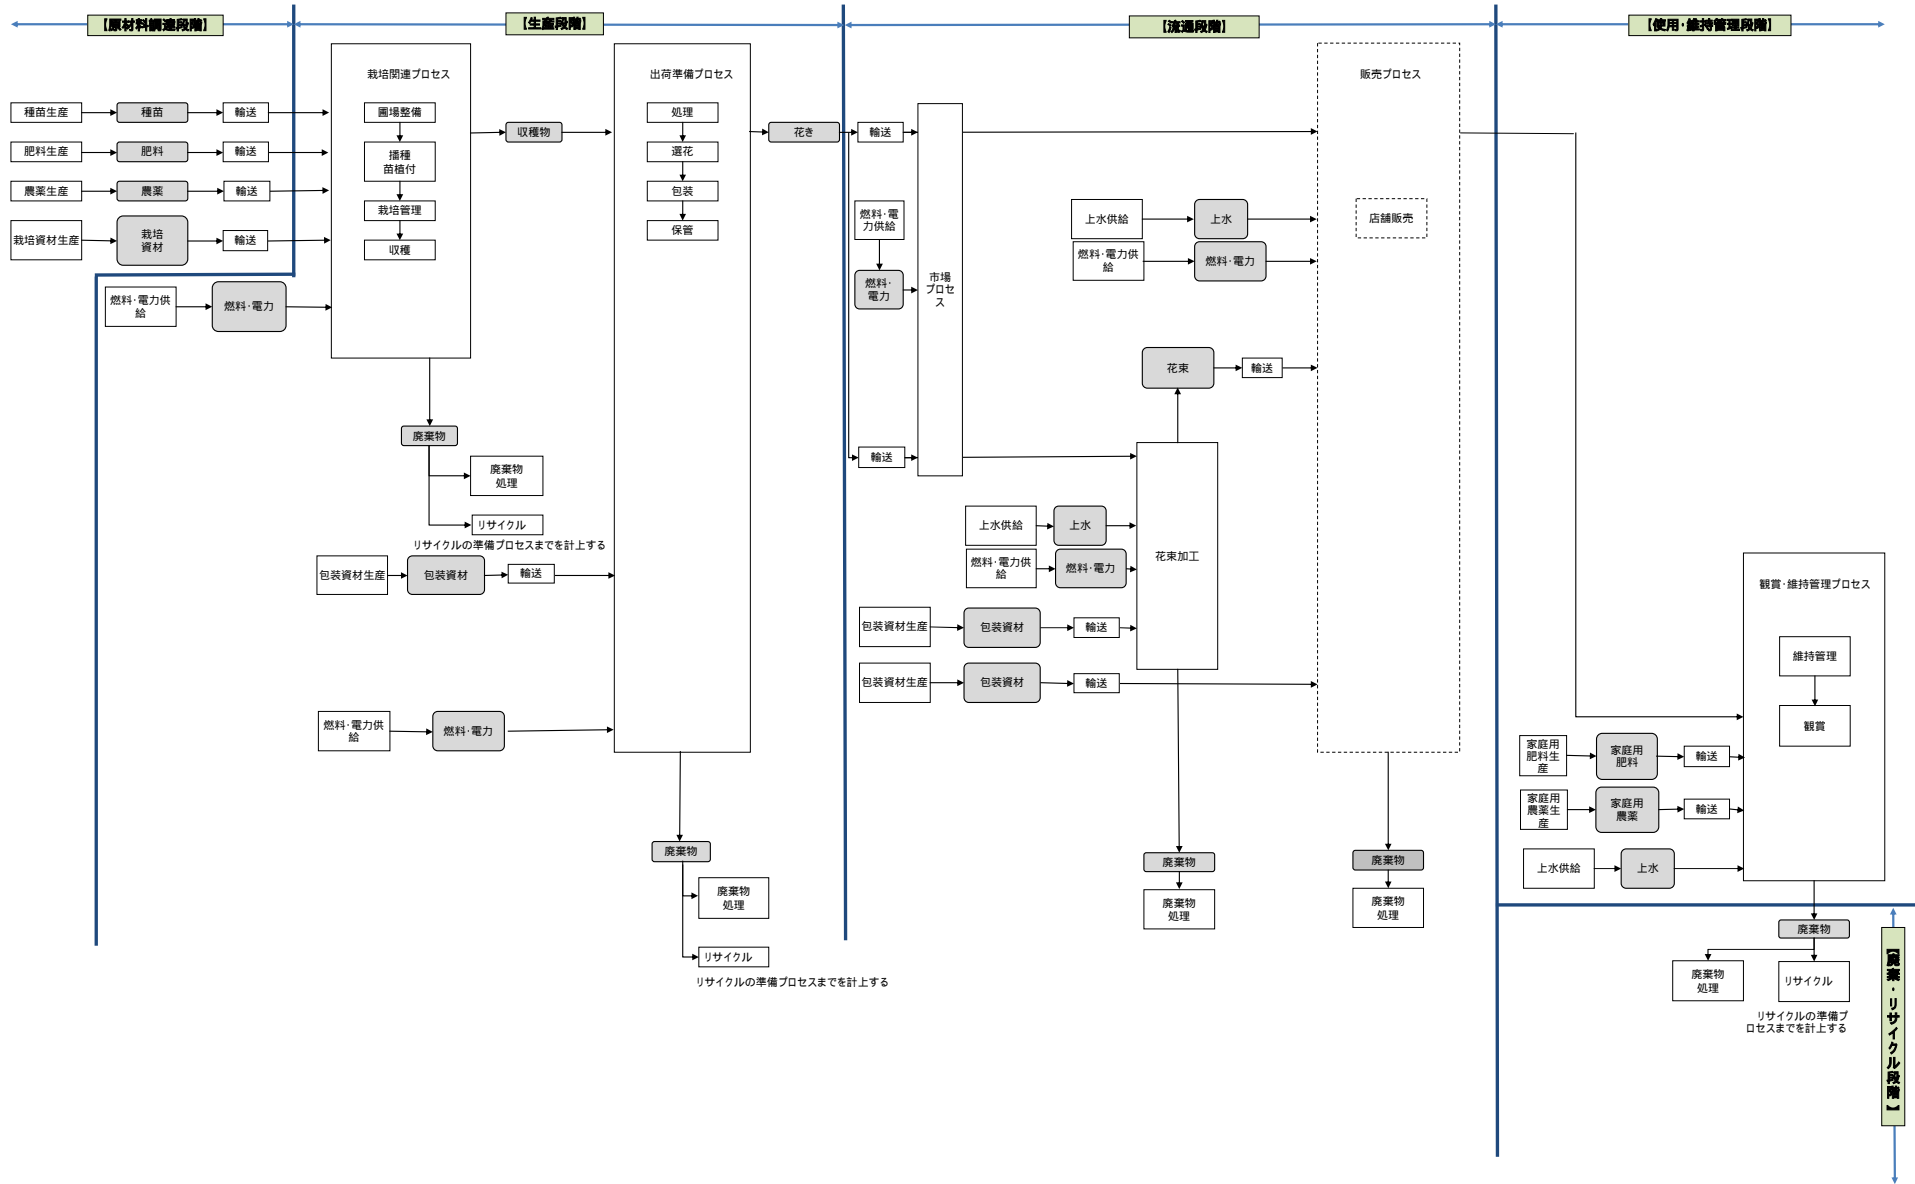 【原材料調達段階】
【生産段階】
【流通段階】
【使用･維持管理段階】
種苗生産
種苗
輸送
肥料生産
肥料
輸送
農薬生産
農薬
輸送
栽培資材生産
栽培
資材
輸送
燃料･電力供
給
燃料･電力
栽培関連プロセス
圃場整備
播種
苗植付
栽培管理
収穫
収穫物
廃棄物
廃棄物
処理
リサイクル
リサイクルの準備プロセスまでを計上する
包装資材生産
包装資材
輸送
燃料･電力供
給
燃料･電力
出荷準備プロセス
処理
選花
包装
保管
花き
廃棄物
廃棄物
処理
リサイクル
リサイクルの準備プロセスまでを計上する
輸送
燃料･電
力供給
燃料･
電力
輸送
市場
プロセ
ス
上水供給
上水
燃料･電力供
給
燃料･電力
花束
輸送
上水供給
上水
燃料･電力供
給
燃料･電力
包装資材生産
包装資材
輸送
包装資材生産
包装資材
輸送
花束加工
廃棄物
廃棄物
処理
販売プロセス
店舗販売
廃棄物
廃棄物
処理
観賞･維持管理プロセス
維持管理
観賞
家庭用
肥料生
産
家庭用
肥料
輸送
家庭用
農薬生
産
家庭用
農薬
輸送
上水供給
上水
廃棄物
廃棄物
処理
リサイクル
リサイクルの準備プ
ロセスまでを計上する
【廃棄・リサイクル段階】